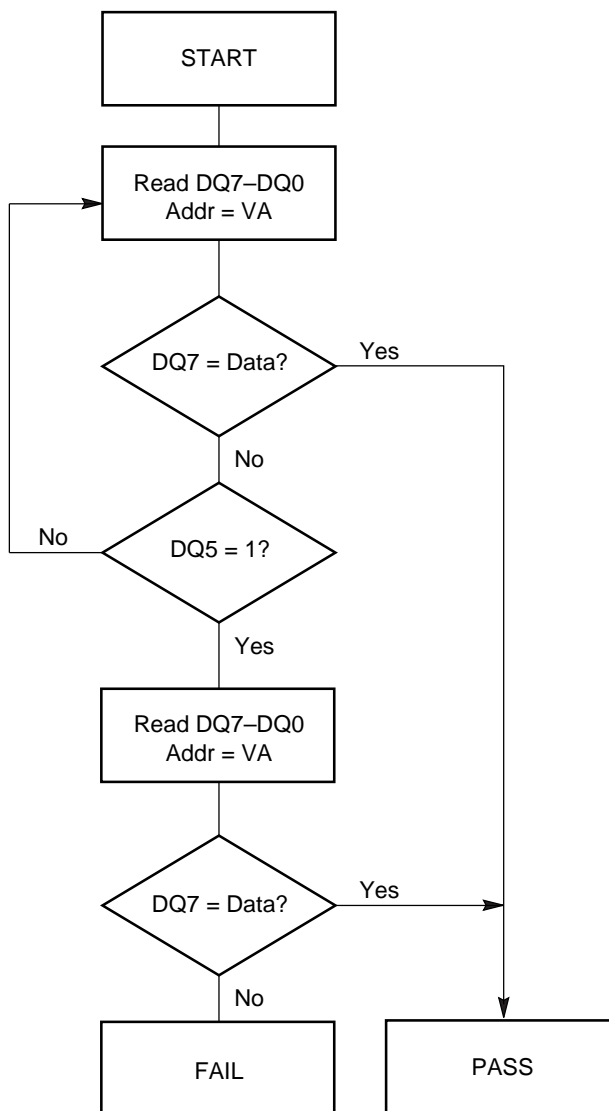 START
Read DQ7–DQ0
Addr = VA
DQ7 = Data?
Yes
No
No
DQ5 = 1?
Yes
Read DQ7–DQ0
Addr = VA
DQ7 = Data?
Yes
No
FAIL
PASS